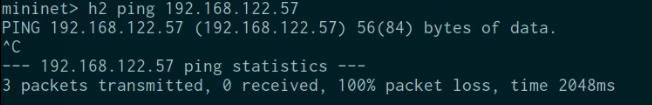 mininet> h2 ping 192.168.122.57
PING 192.168.122.57 (192.168.122.57) 56(84) bytes of data.
^C
--- 192.168.122.57 ping statistics ---
3 packets transmitted, 0 received, 100% packet loss, time 2048ms